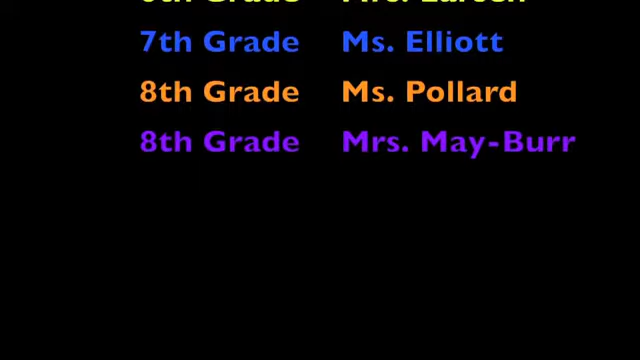 7th Grade Ms. Elliott
8th Grade Ms. Pollard
8th Grade Mrs. May-Burr